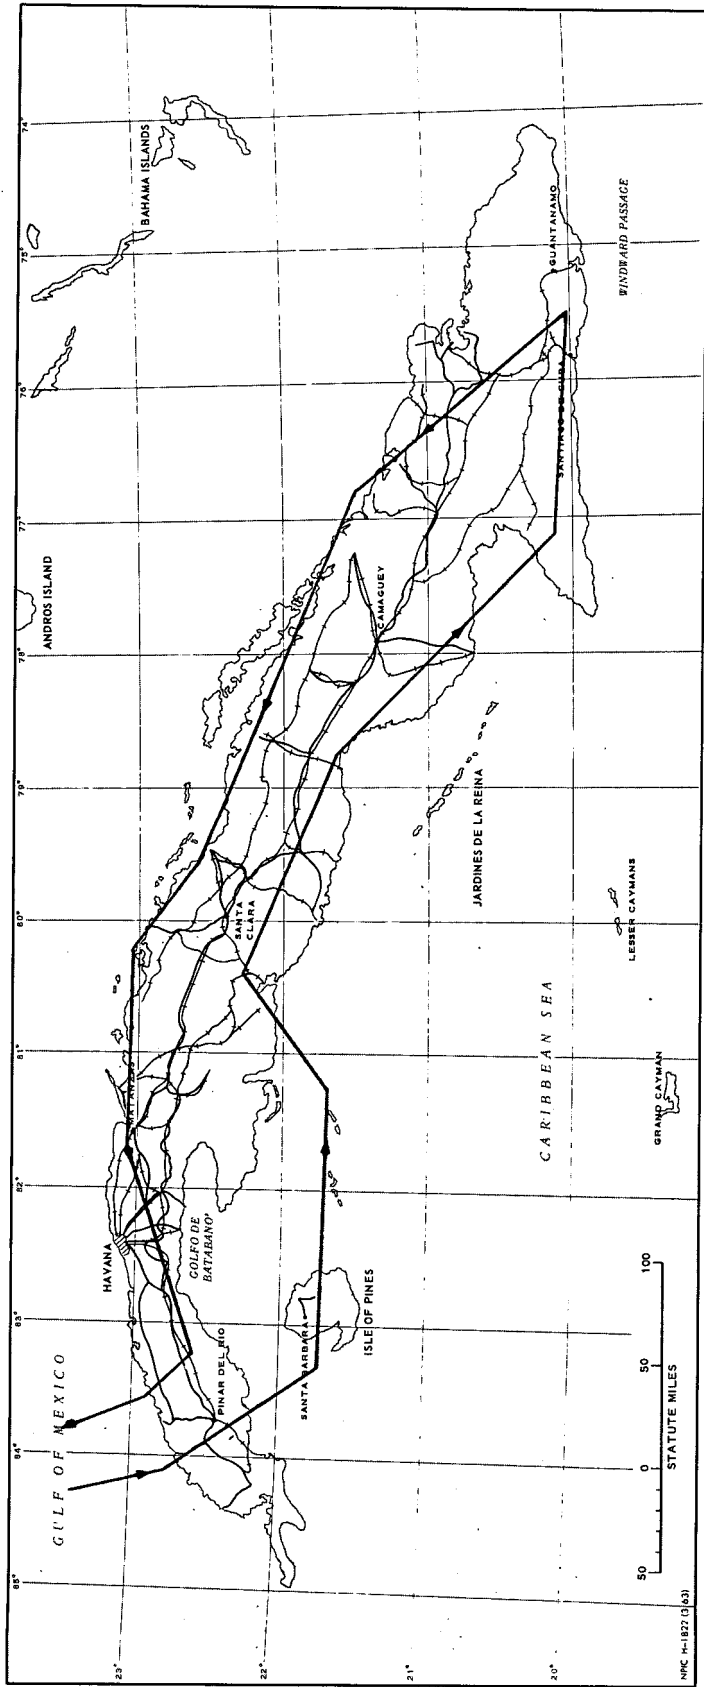 85°
84°
83°
82°
81°
80°
79°
78°
77°
76°
75°
74°
23°
22°
21°
20°
GULF OF MEXICO
HAVANA
MATANZAS
PINAR DEL RIO
GOLFO DE
BATABANO
SANTA BARBARA
ISLE OF PINES
SANTA
CLARA
CAMAGUEY
ANDROS ISLAND
BAHAMA ISLANDS
JARDINES DE LA REINA
CARIBBEAN SEA
LESSER CAYMANS
GRAND CAYMAN
SANTIAGO DE CUBA
GUANTANAMO
WINDWARD PASSAGE
50 0 50 100
STATUTE MILES
NPIC H-1822 (3/63)